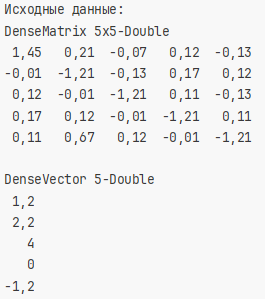 Исходные данные:
DenseMatrix 5x5-Double
1,45 0,21 -0,07 0,12 -0,13
-0,01 -1,21 -0,13 0,17 0,12
0,12 -0,01 -1,21 0,11 -0,13
0,17 0,12 -0,01 -1,21 0,11
0,11 0,67 0,12 -0,01 -1,21
DenseVector 5-Double
1,2
2,2
4
0
-1,2